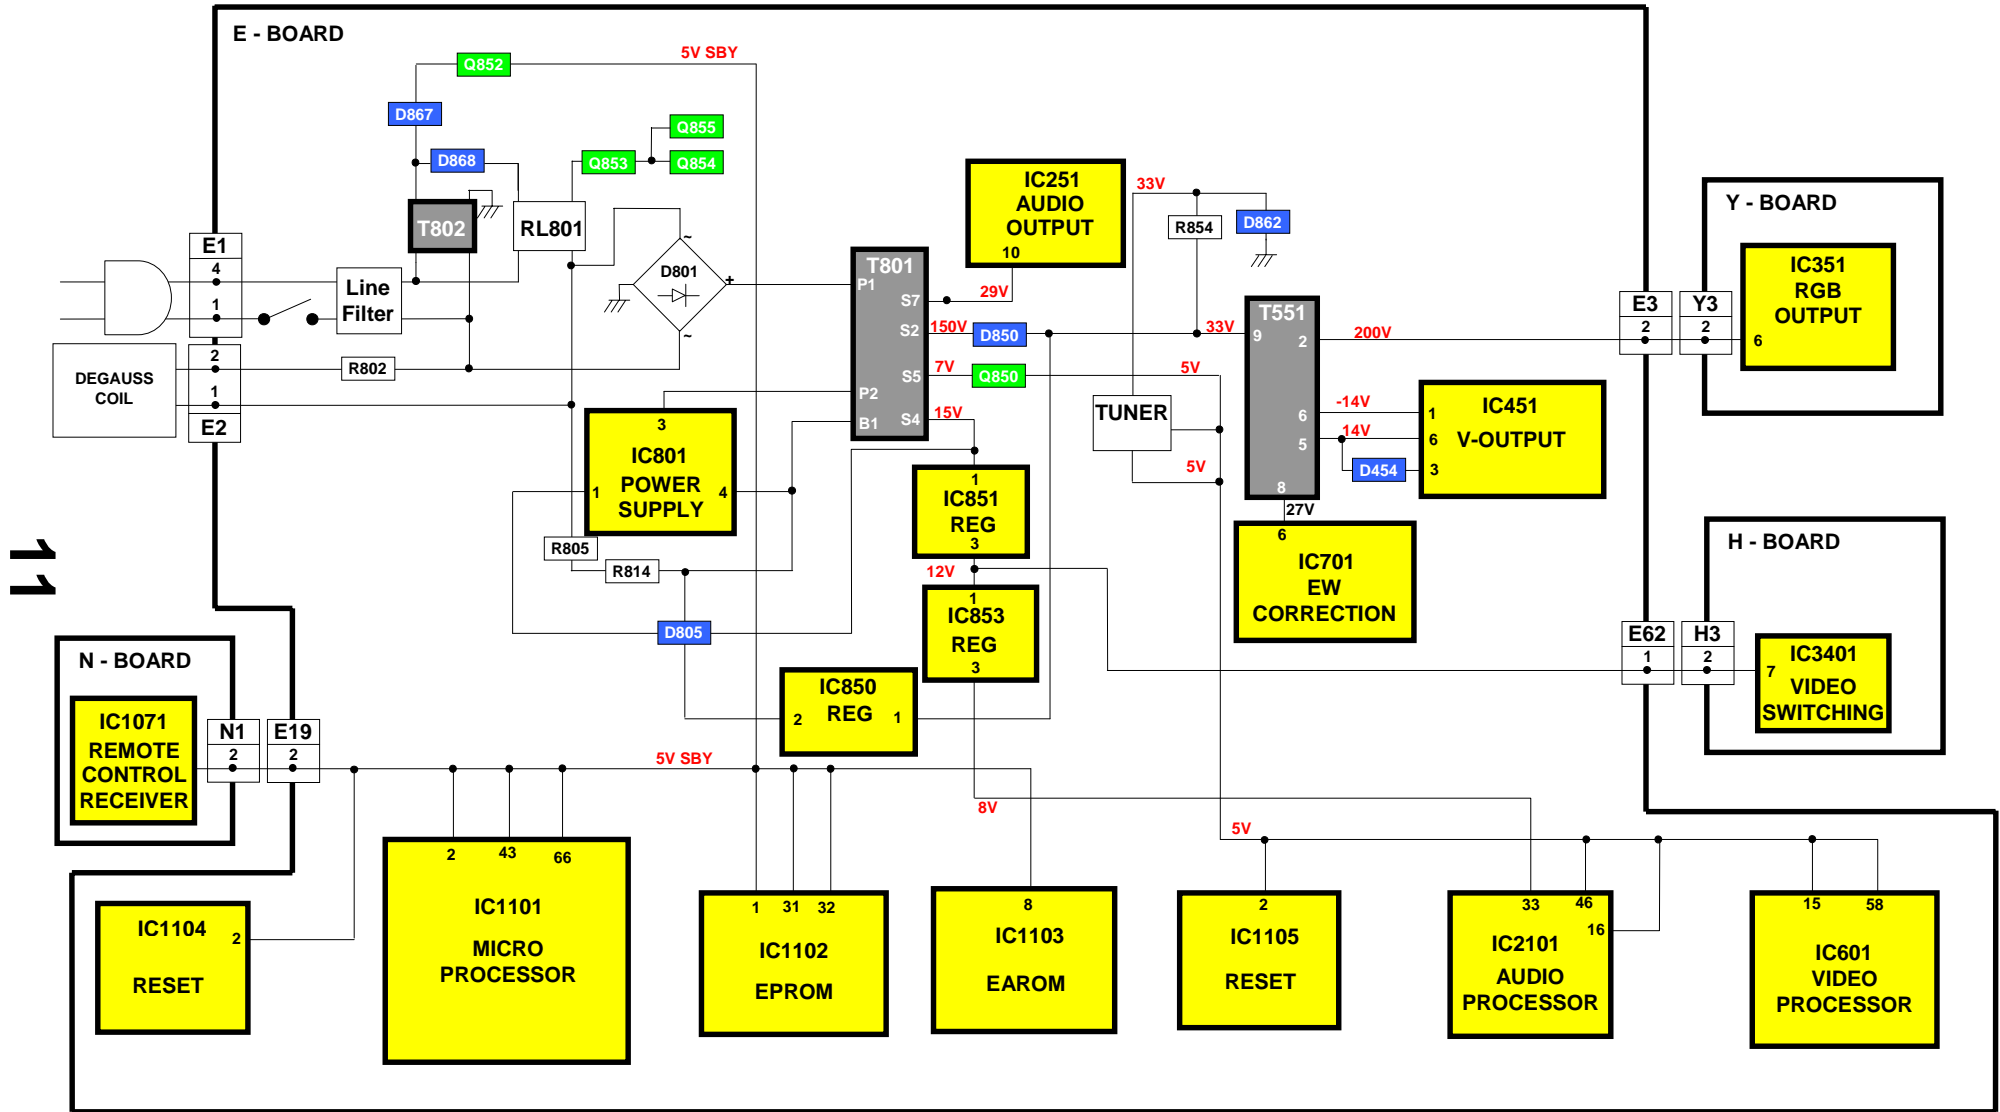 E - BOARD
Q852
5V SBY
D867
Q855
D868
Q853
Q854
T802
RL801
IC251
AUDIO
OUTPUT
10
33V
R854
D862
Y - BOARD
IC351
RGB
OUTPUT
6
E1
4
1
Line
Filter
~
D801
+
~
T801
P1
S7
S2
S5
P2
B1
S4
29V
150V
D850
7V
Q850
5V
15V
33V
T551
9
2
6
5
8
200V
E3
2
Y3
2
DEGAUSS
COIL
2
1
E2
R802
TUNER
5V
-14V
14V
D454
IC451
V-OUTPUT
1
6
3
3
IC801
POWER
SUPPLY
1
4
1
IC851
REG
3
27V
6
IC701
EW
CORRECTION
R805
R814
12V
1
IC853
REG
3
D805
H - BOARD
E62
1
H3
2
IC3401
7
VIDEO
SWITCHING
11
N - BOARD
IC1071
REMOTE
CONTROL
RECEIVER
N1
2
E19
2
IC850
REG
2
1
5V SBY
8V
5V
2
43
66
IC1101
MICRO
PROCESSOR
IC1104
2
RESET
1
31
32
IC1102
EPROM
8
IC1103
EAROM
2
IC1105
RESET
33
46
16
IC2101
AUDIO
PROCESSOR
15
58
IC601
VIDEO
PROCESSOR